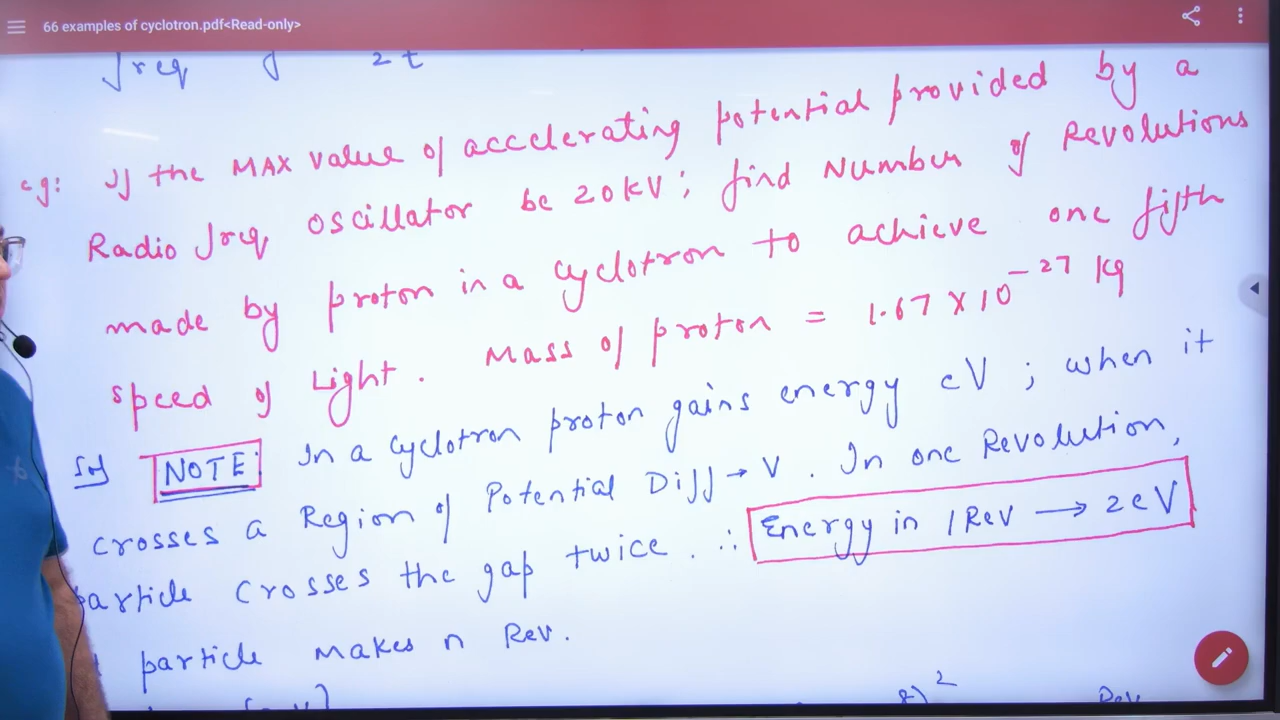 66 examples of cyclotron.pdf<Read-only>
freq 2t
eg: If the MAX value of accelerating potential provided by a
Radio freq oscillator be 20kV; find Number of Revolutions
made by proton in a cyclotron to achieve one fifth
speed of Light. Mass of proton = 1.67 × 10⁻²⁷ kg
Sol NOTE: In a cyclotron proton gains energy eV; when it
crosses a Region of Potential Diff → V. In one Revolution,
particle crosses the gap twice. ∴ Energy in 1 Rev → 2eV
particle makes n Rev.
Rev